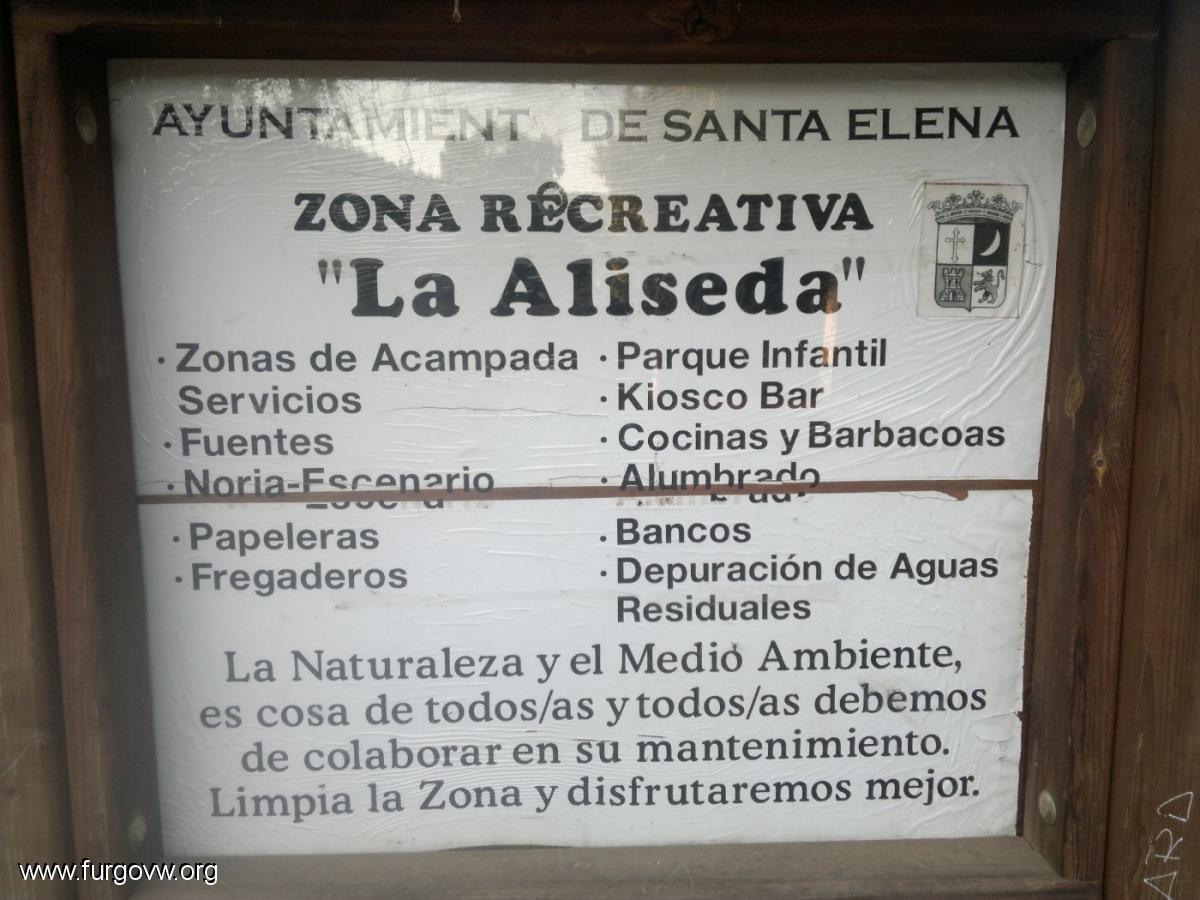 AYUNTAMIENT DE SANTA ELENA
ZONA RECREATIVA
"La Aliseda"
· Zonas de Acampada
Servicios
· Fuentes
· Noria-Escenario
· Papeleras
· Fregaderos
· Parque Infantil
· Kiosco Bar
· Cocinas y Barbacoas
· Alumbrado
· Bancos
· Depuración de Aguas
Residuales
La Naturaleza y el Medio Ambiente,
es cosa de todos/as y todos/as debemos
de colaborar en su mantenimiento.
Limpia la Zona y disfrutaremos mejor.
www.furgovw.org
ARD